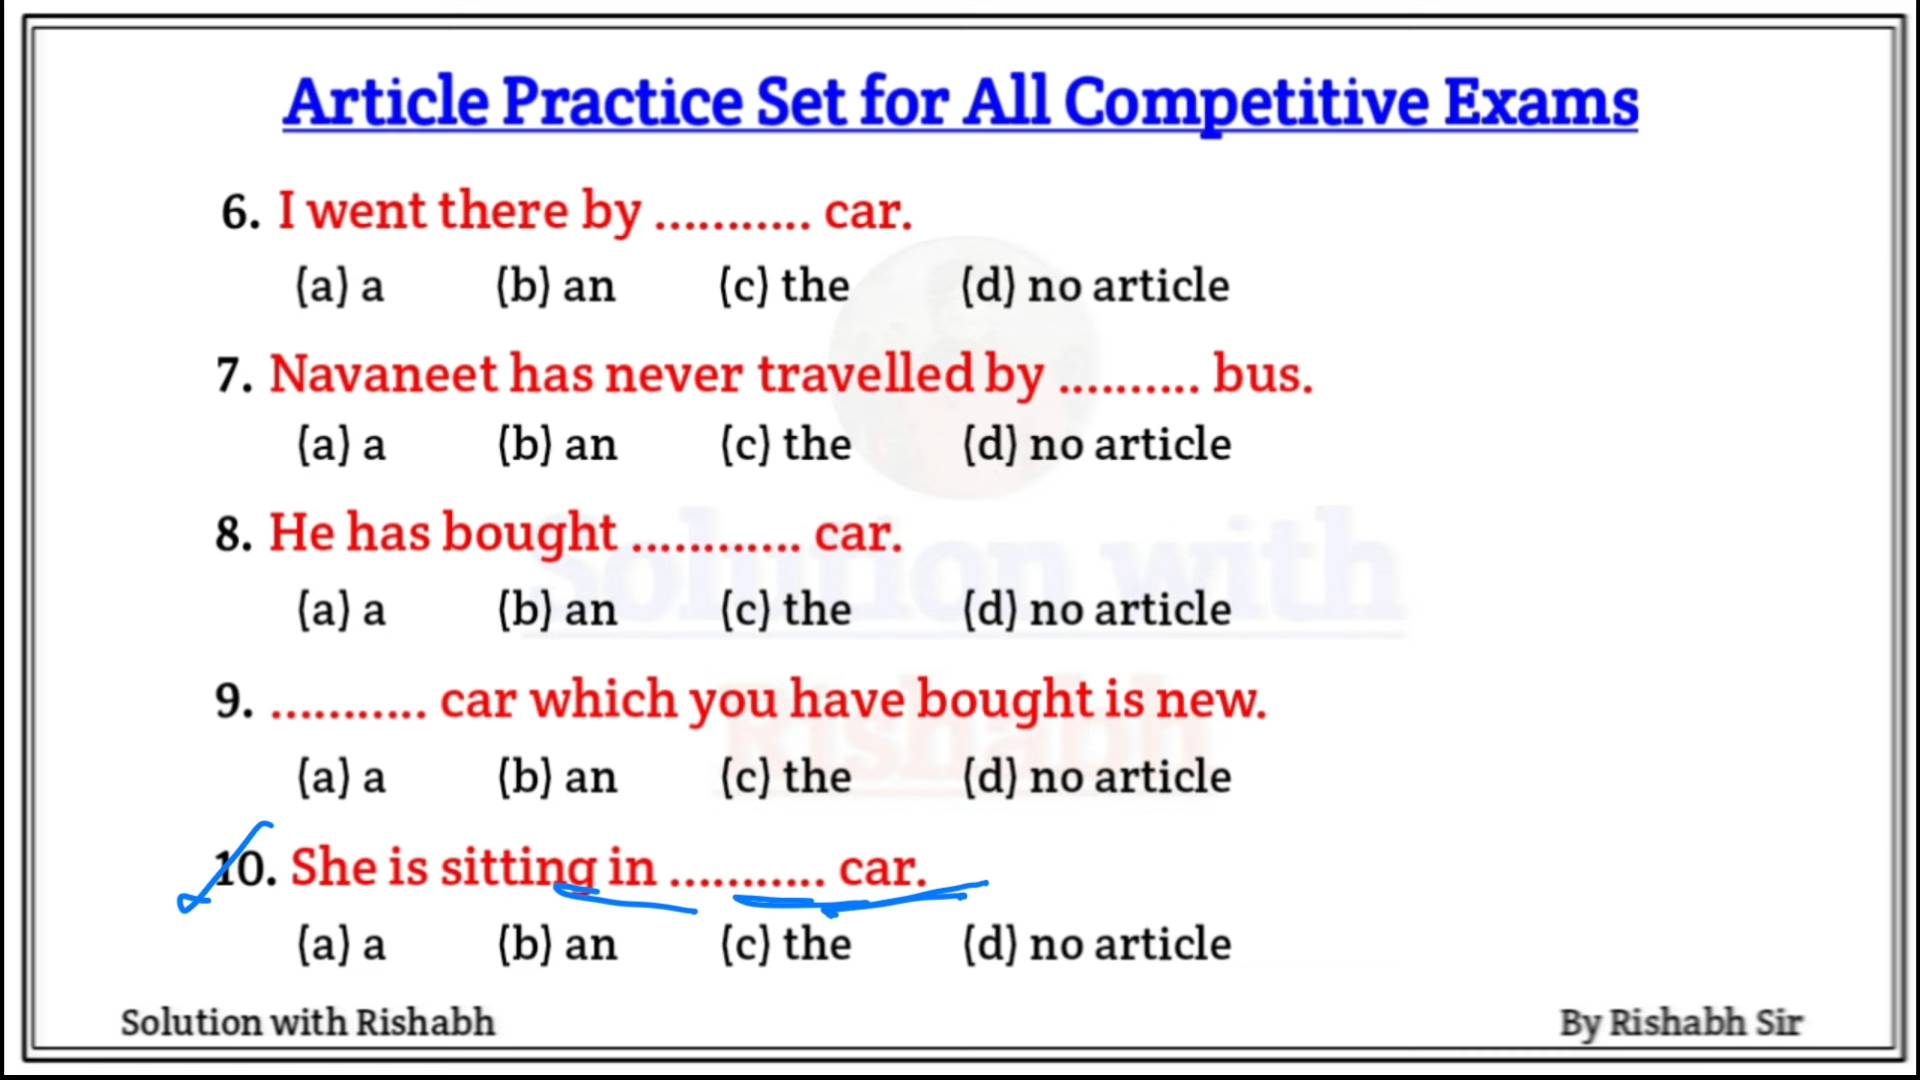 Article Practice Set for All Competitive Exams
6. I went there by ........... car.
(a) a (b) an (c) the (d) no article
7. Navaneet has never travelled by .......... bus.
(a) a (b) an (c) the (d) no article
8. He has bought ............ car.
(a) a (b) an (c) the (d) no article
9. ........... car which you have bought is new.
(a) a (b) an (c) the (d) no article
10. She is sitting in ........... car.
(a) a (b) an (c) the (d) no article
Solution with
Rishabh
Solution with Rishabh By Rishabh Sir